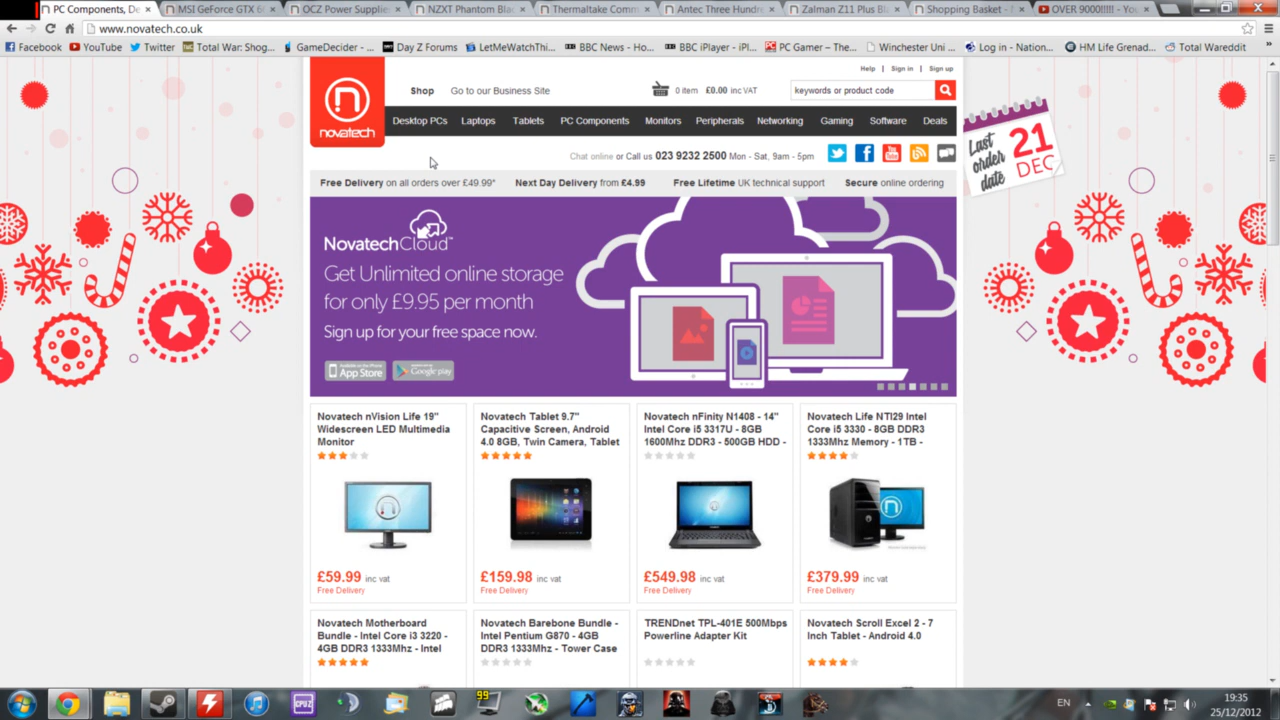 PC Components, De
MSI GeForce GTX 6
OCZ Power Supplie
NZXT Phantom Blac
Thermaltake Comm
Antec Three Hundre
Zalman Z11 Plus Bla
Shopping Basket - N
OVER 9000!!!!! - You
www.novatech.co.uk
Facebook
YouTube
Twitter
Total War: Shog...
GameDecider - ...
Day Z Forums
LetMeWatchThi...
BBC News - Ho...
BBC iPlayer - iPl...
PC Gamer – The...
Winchester Uni ...
Log in - Nation...
HM Life Grenad...
Total Wareddit
Help | Sign in | Sign up
novatech
Shop
Go to our Business Site
0 item £0.00 inc VAT
keywords or product code
Desktop PCs Laptops Tablets PC Components Monitors Peripherals Networking Gaming Software Deals
Chat online or Call us 023 9232 2500 Mon - Sat, 9am - 5pm
You Tube
Last order date
21 DEC
Free Delivery on all orders over £49.99*
Next Day Delivery from £4.99
Free Lifetime UK technical support
Secure online ordering
NovatechCloud™
Get Unlimited online storage
for only £9.95 per month
Sign up for your free space now.
Available on the iPhone
App Store
Google play
Novatech nVision Life 19"
Widescreen LED Multimedia
Monitor
£59.99 inc vat
Free Delivery
Novatech Tablet 9.7"
Capacitive Screen, Android
4.0 8GB, Twin Camera, Tablet
£159.98 inc vat
Free Delivery
Novatech nFinity N1408 - 14"
Intel Core i5 3317U - 8GB
1600Mhz DDR3 - 500GB HDD -
£549.98 inc vat
Free Delivery
Novatech Life NTI29 Intel
Core i5 3330 - 8GB DDR3
1333Mhz Memory - 1TB -
£379.99 inc vat
Free Delivery
Novatech Motherboard
Bundle - Intel Core i3 3220 -
4GB DDR3 1333Mhz - Intel
Novatech Barebone Bundle -
Intel Pentium G870 - 4GB
DDR3 1333Mhz - Tower Case
TRENDnet TPL-401E 500Mbps
Powerline Adapter Kit
Novatech Scroll Excel 2 - 7
Inch Tablet - Android 4.0
CPU-Z
99
EN
19:35
25/12/2012